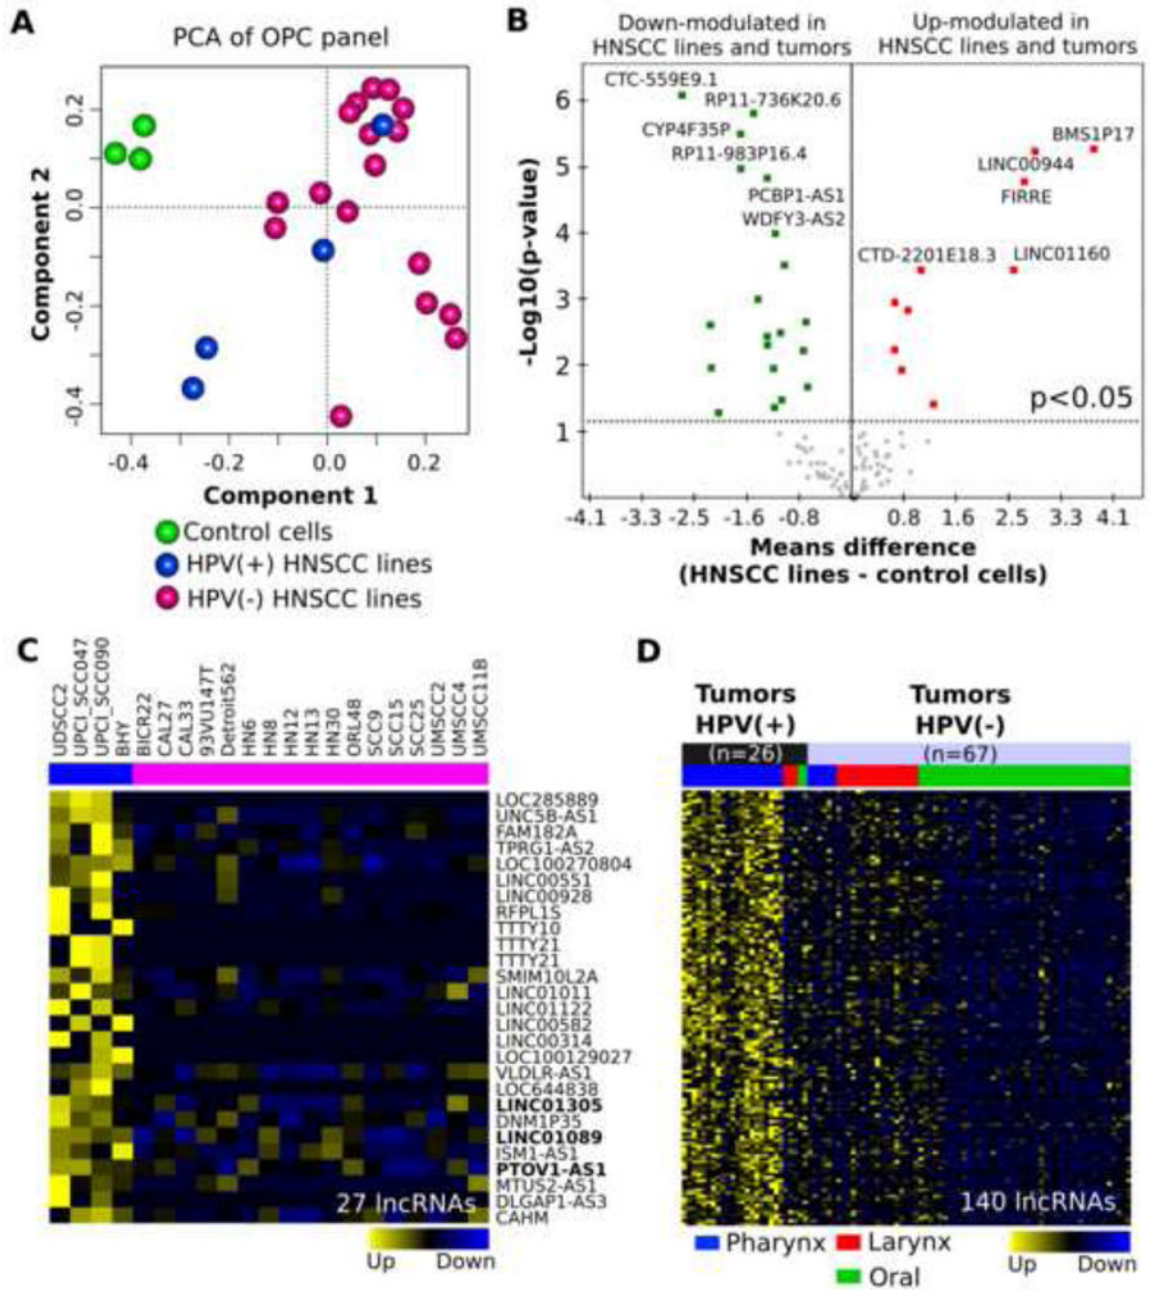 A
PCA of OPC panel
Component 2
0.2
0.0
-0.2
-0.4
-0.4 -0.2 0.0 0.2
Component 1
Control cells
HPV(+) HNSCC lines
HPV(-) HNSCC lines
B
Down-modulated in
HNSCC lines and tumors
Up-modulated in
HNSCC lines and tumors
-Log10(p-value)
6
5
4
3
2
1
CTC-559E9.1
RP11-736K20.6
CYP4F35P
RP11-983P16.4
PCBP1-AS1
WDFY3-AS2
BMS1P17
LINC00944
FIRRE
CTD-2201E18.3
LINC01160
p<0.05
-4.1 -3.3 -2.5 -1.6 -0.8 0.8 1.6 2.5 3.3 4.1
Means difference
(HNSCC lines - control cells)
C
UDSCC2
UPCI_SCC047
UPCI_SCC090
BHY
BICR22
CAL27
CAL33
93VU147T
Detroit562
HN6
HN8
HN12
HN13
HN30
ORL48
SCC9
SCC15
SCC25
UMSCC2
UMSCC4
UMSCC11B
LOC285889
UNC5B-AS1
FAM182A
TPRG1-AS2
LOC100270804
LINC00551
LINC00928
RFPL1S
TTTY10
TTTY21
TTTY21
SMIM10L2A
LINC01011
LINC01122
LINC00582
LINC00314
LOC100129027
VLDLR-AS1
LOC644838
LINC01305
DNM1P35
LINC01089
ISM1-AS1
PTOV1-AS1
MTUS2-AS1
DLGAP1-AS3
CAHM
27 lncRNAs
Up Down
D
Tumors
HPV(+)
(n=26)
Tumors
HPV(-)
(n=67)
140 lncRNAs
Pharynx
Larynx
Oral
Up Down